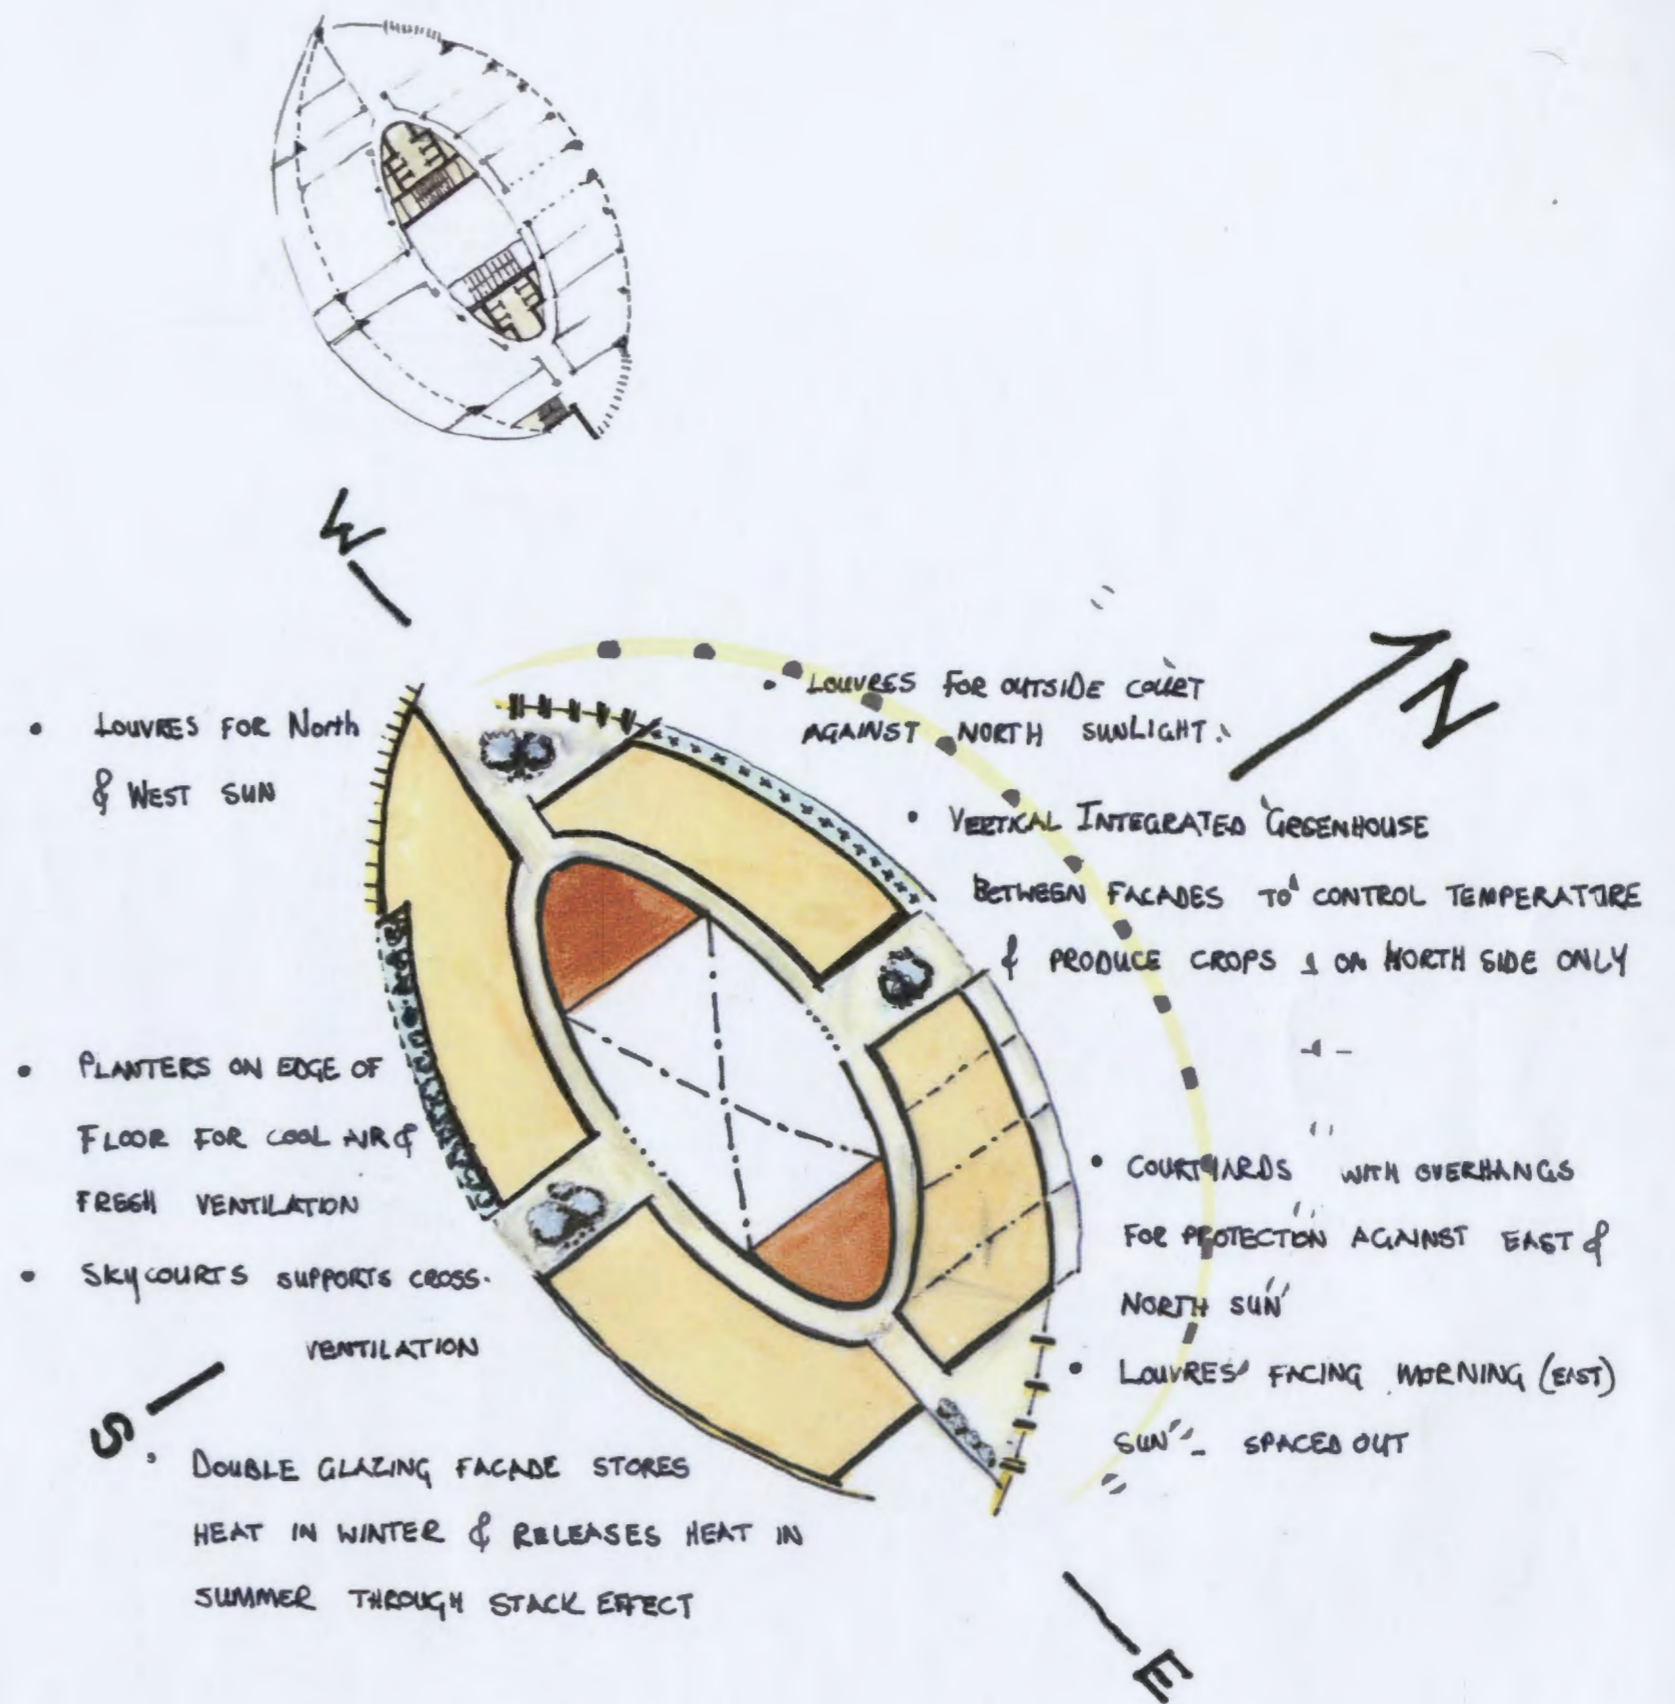 W
N
• LOUVRES FOR OUTSIDE COURT
AGAINST NORTH SUNLIGHT.
• LOUVRES FOR North
& WEST SUN
• VERTICAL INTEGRATED GREENHOUSE
BETWEEN FACADES TO CONTROL TEMPERATURE
& PRODUCE CROPS & ON NORTH SIDE ONLY
• PLANTERS ON EDGE OF
FLOOR FOR COOL AIR &
FRESH VENTILATION
• SKYCOURTS SUPPORTS CROSS-
VENTILATION
• COURTYARDS WITH OVERHANGS
FOR PROTECTION AGAINST EAST &
NORTH SUN
• LOUVRES FACING MORNING (EAST)
SUN - SPACED OUT
S
• DOUBLE GLAZING FACADE STORES
HEAT IN WINTER & RELEASES HEAT IN
SUMMER THROUGH STACK EFFECT
E